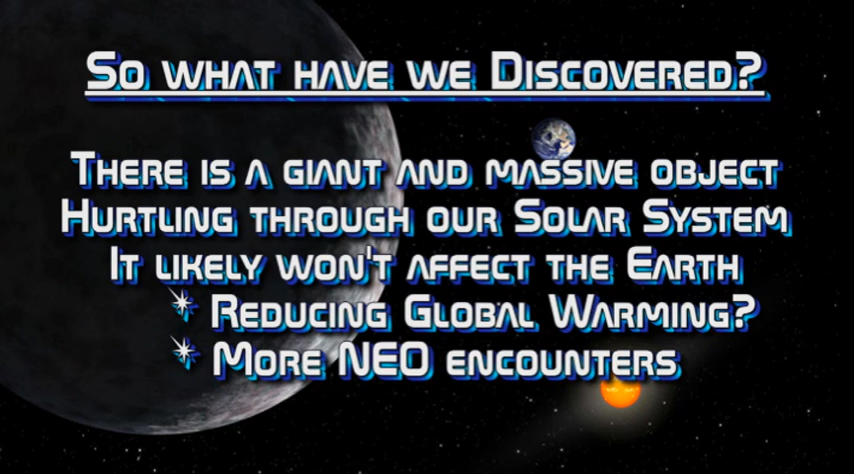 So what have we Discovered?
There is a giant and massive object
Hurtling through our Solar System
It likely won't affect the Earth
* Reducing Global Warming?
* More NEO encounters